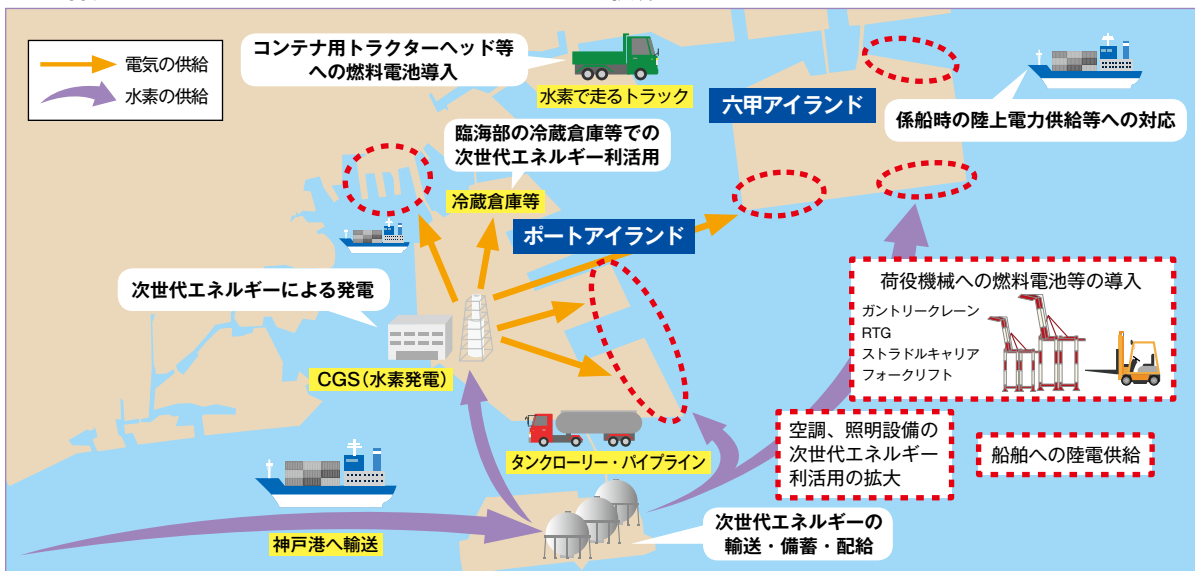 電気の供給
水素の供給
コンテナ用トラクターヘッド等
への燃料電池導入
水素で走るトラック
六甲アイランド
係船時の陸上電力供給等への対応
臨海部の冷蔵倉庫等での
次世代エネルギー利活用
冷蔵倉庫等
ポートアイランド
次世代エネルギーによる発電
CGS(水素発電)
荷役機械への燃料電池等の導入
ガントリークレーン
RTG
ストラドルキャリア
フォークリフト
タンクローリー・パイプライン
空調、照明設備の
次世代エネルギー
利活用の拡大
船舶への陸電供給
神戸港へ輸送
次世代エネルギーの
輸送・備蓄・配給